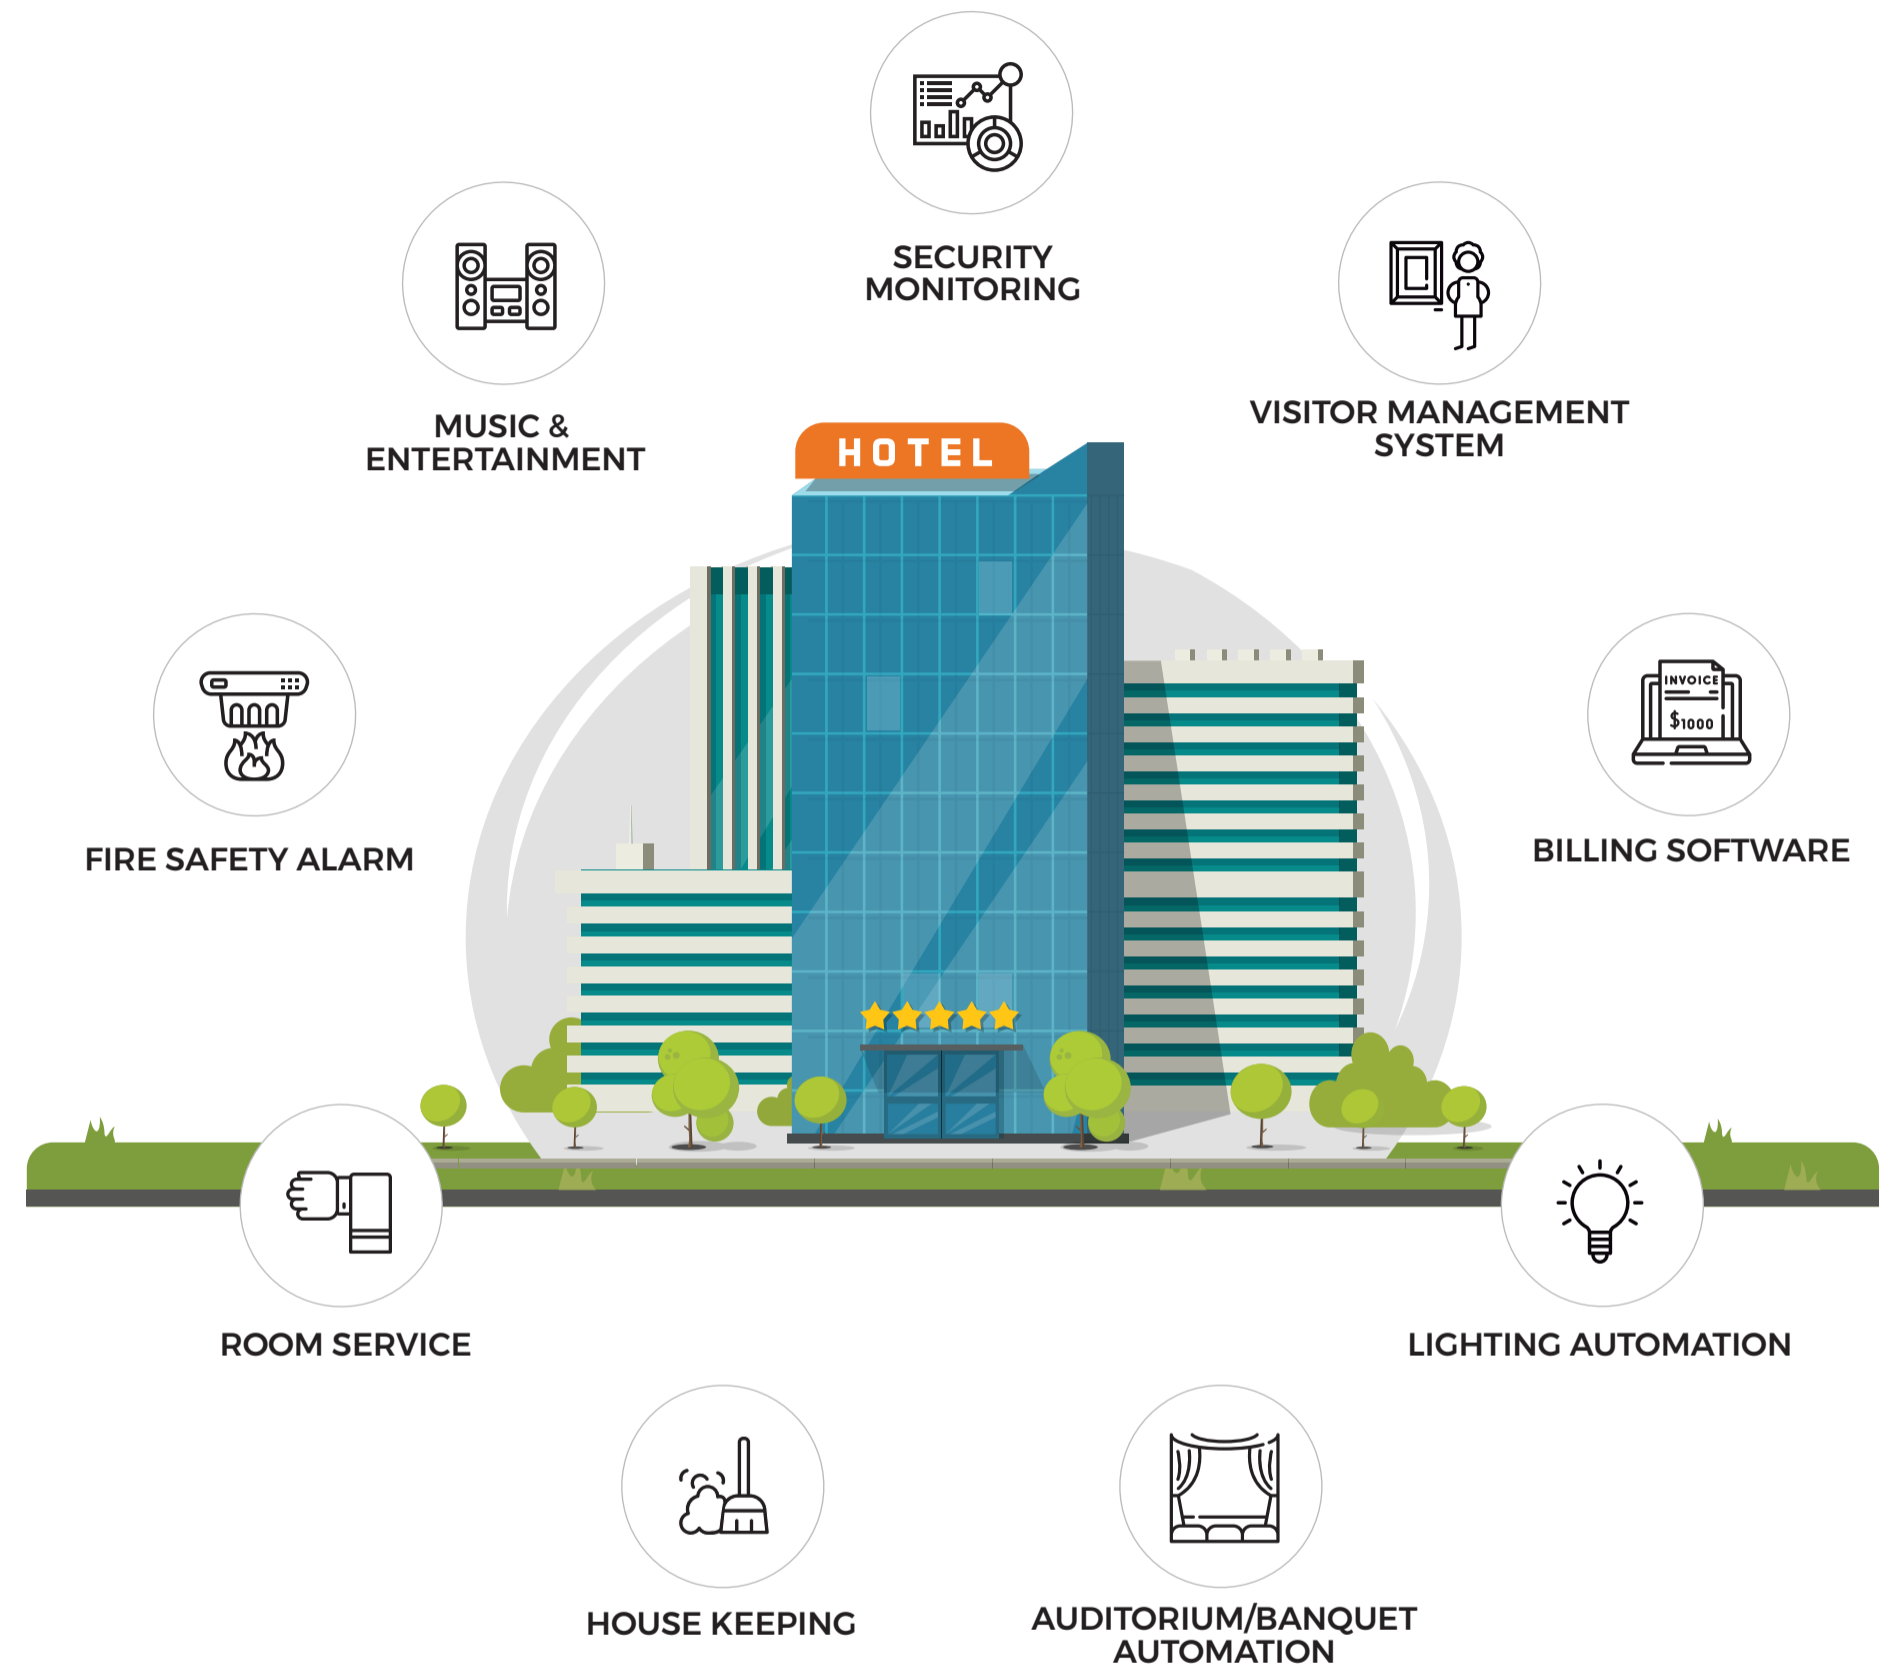 SECURITY
MONITORING
MUSIC &
ENTERTAINMENT
VISITOR MANAGEMENT
SYSTEM
HOTEL
FIRE SAFETY ALARM
INVOICE
$1000
BILLING SOFTWARE
ROOM SERVICE
LIGHTING AUTOMATION
HOUSE KEEPING
AUDITORIUM/BANQUET
AUTOMATION